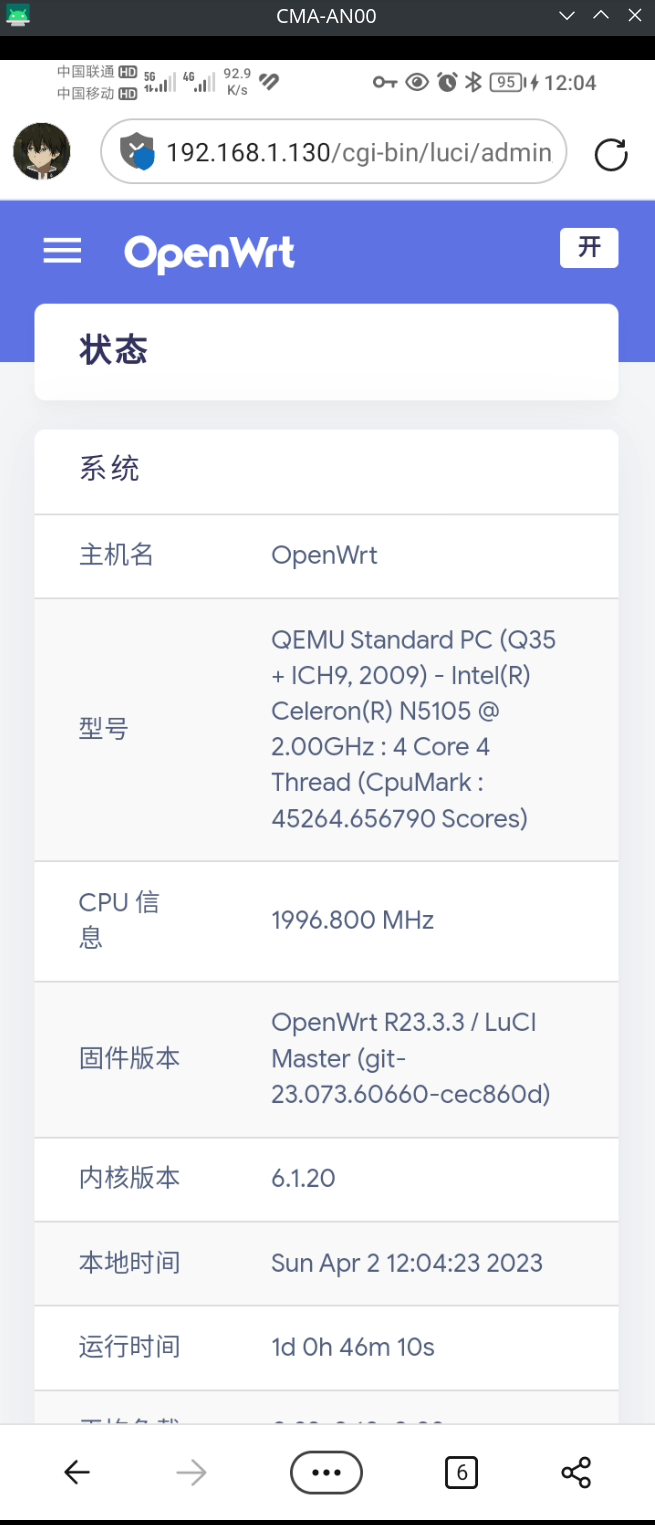 CMA-AN00
中国联通 HD 5G 4G 92.9 K/s 95 12:04
中国移动 HD
192.168.1.130/cgi-bin/luci/admin
OpenWrt 开
状态
系统
主机名 OpenWrt
型号 QEMU Standard PC (Q35
+ ICH9, 2009) - Intel(R)
Celeron(R) N5105 @
2.00GHz : 4 Core 4
Thread (CpuMark :
45264.656790 Scores)
CPU 信
息
1996.800 MHz
固件版本 OpenWrt R23.3.3 / LuCI
Master (git-
23.073.60660-cec860d)
内核版本 6.1.20
本地时间 Sun Apr 2 12:04:23 2023
运行时间 1d 0h 46m 10s
6